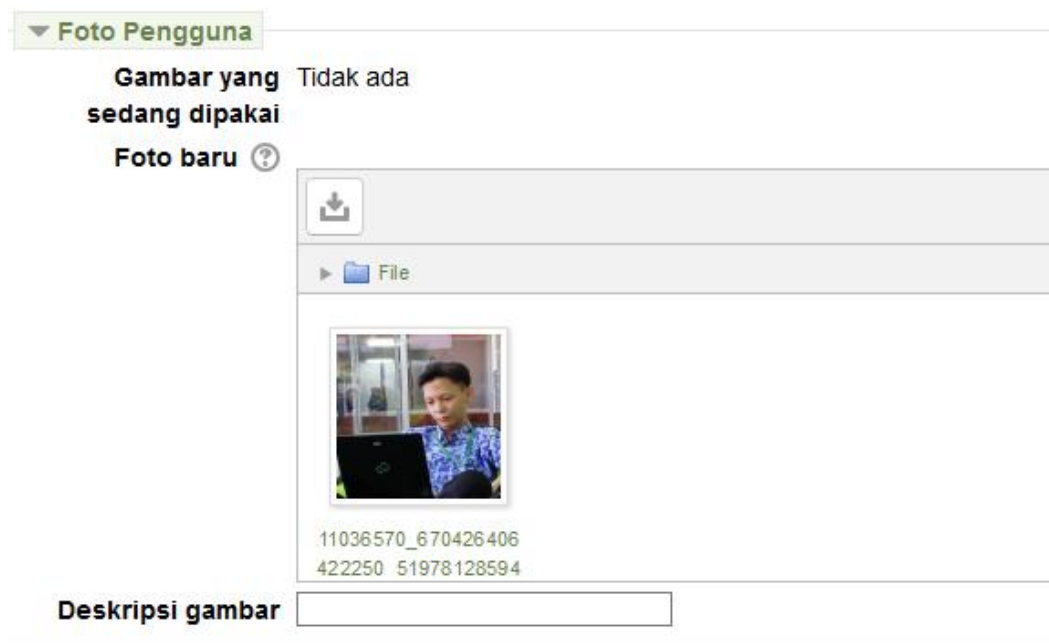 Foto Pengguna
Gambar yang Tidak ada
sedang dipakai
Foto baru
File
11036570_670426406
422250_51978128594
Deskripsi gambar